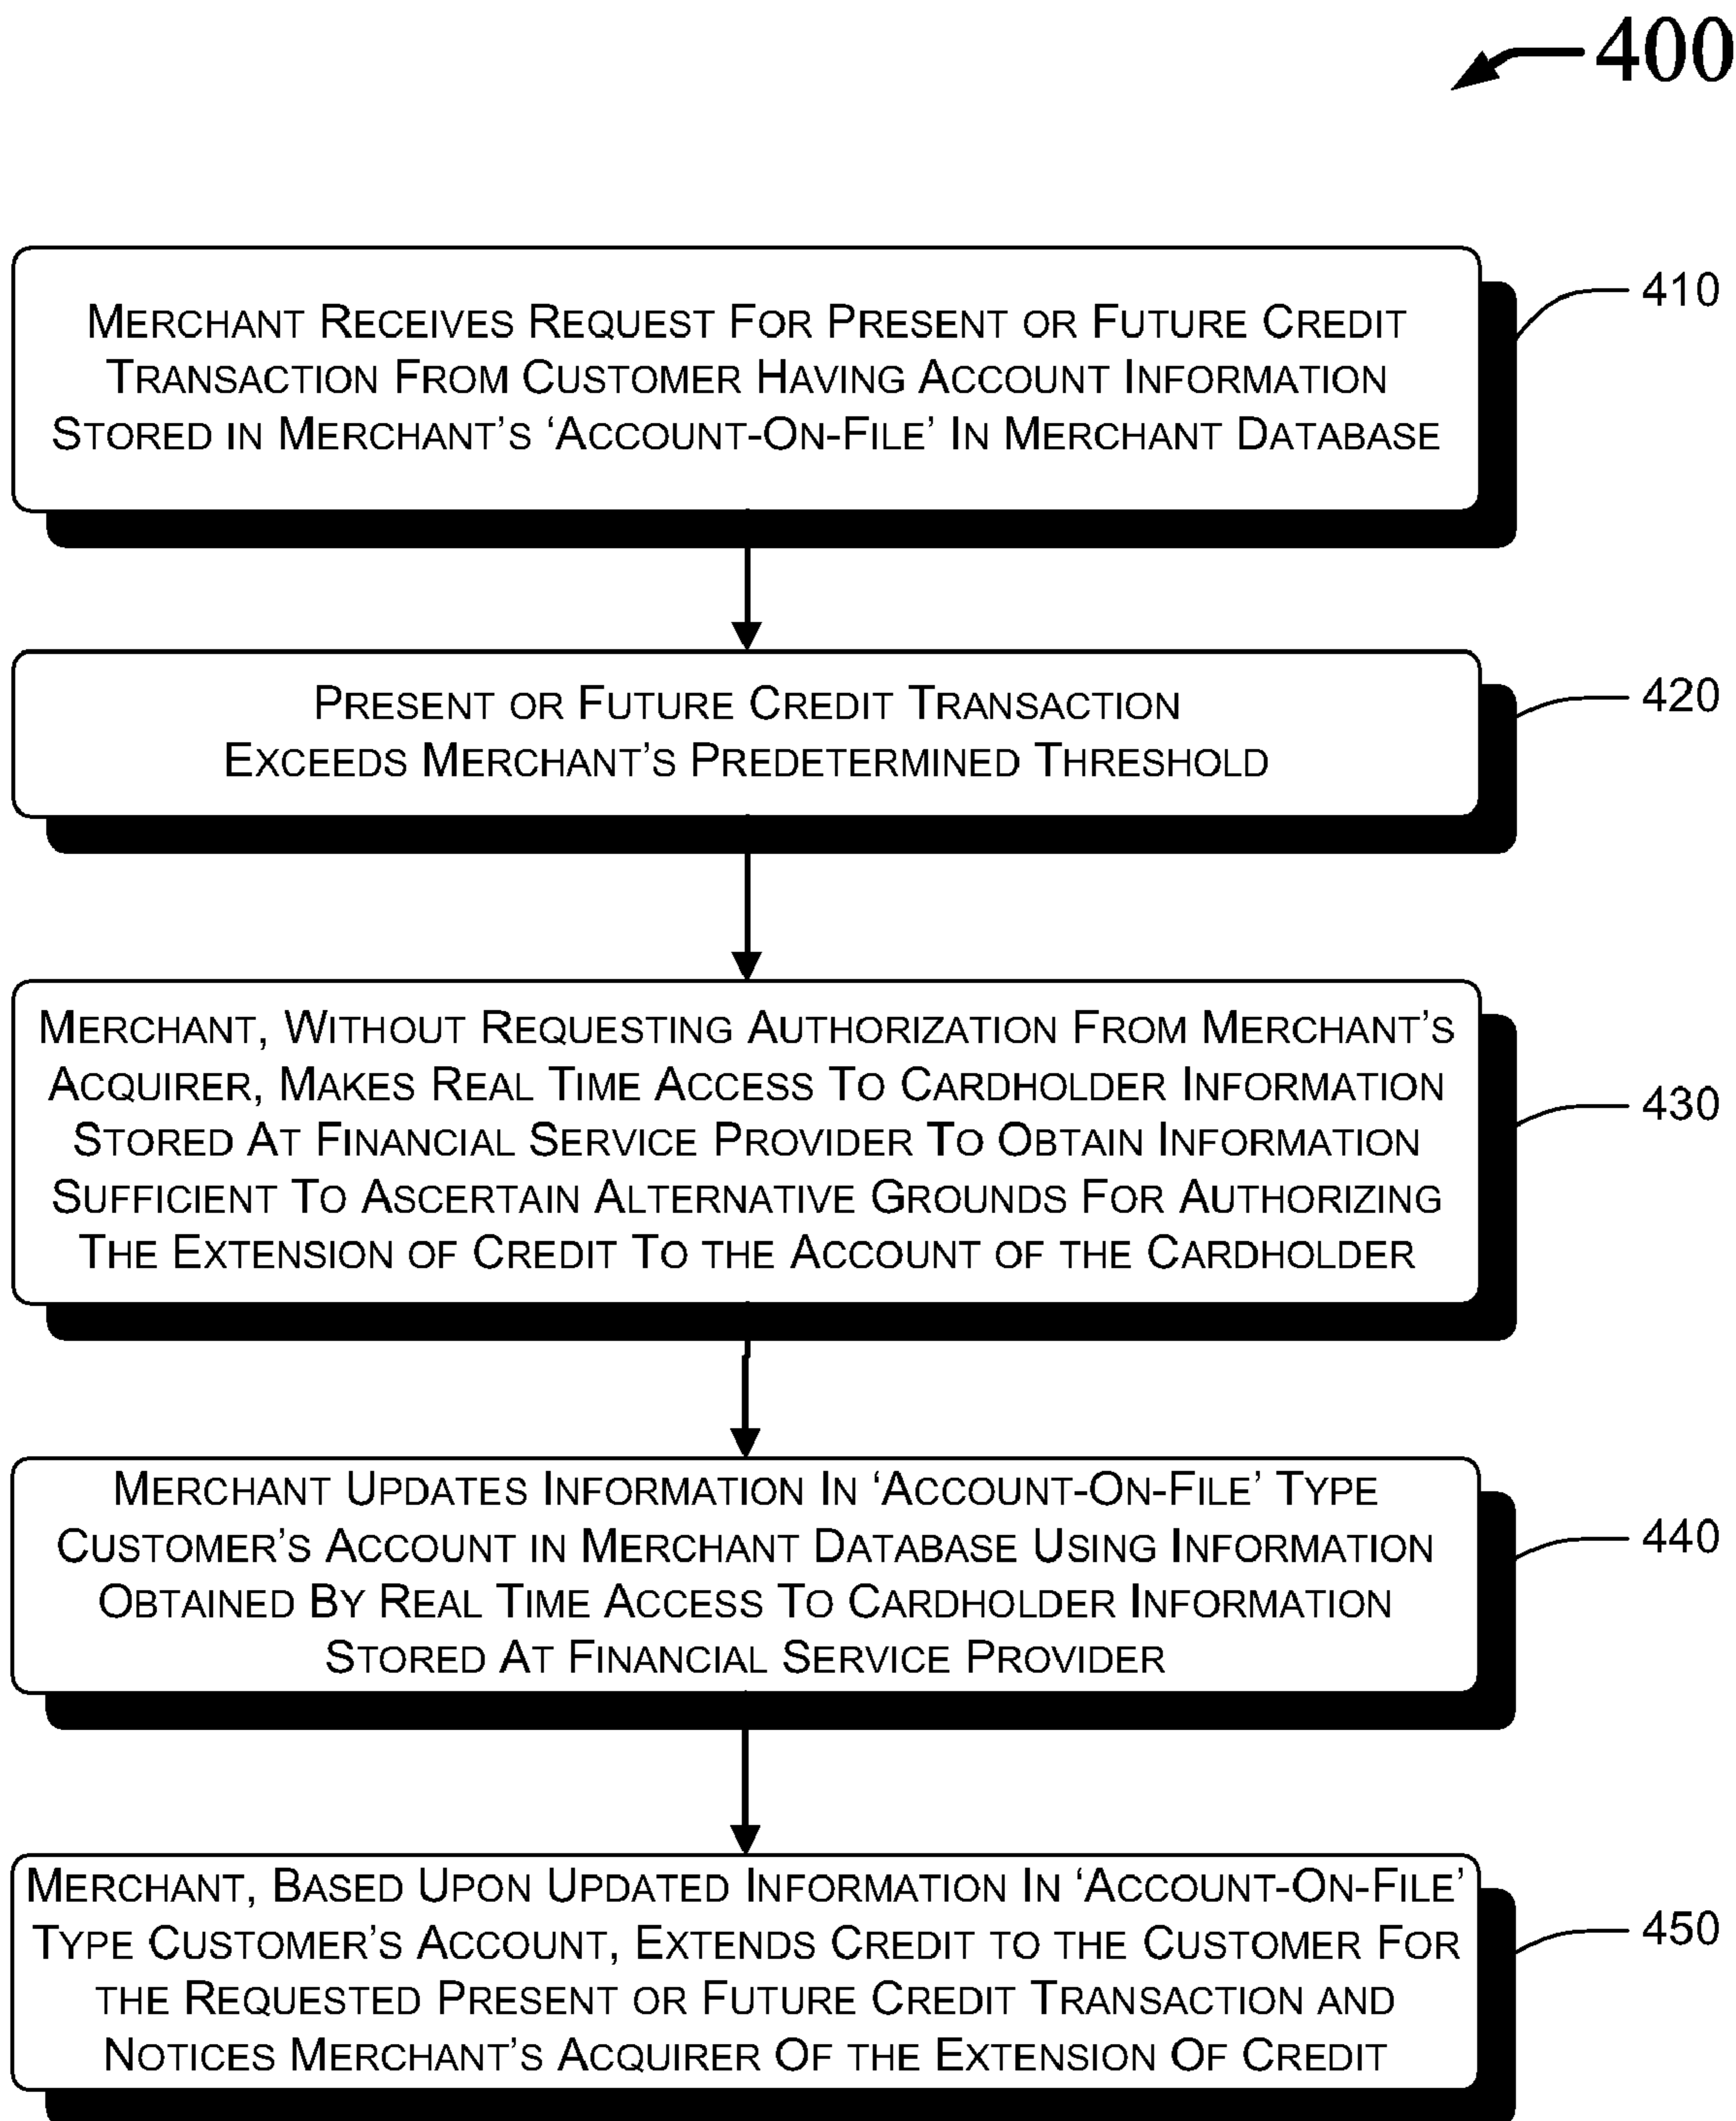 400
MERCHANT RECEIVES REQUEST FOR PRESENT OR FUTURE CREDIT
TRANSACTION FROM CUSTOMER HAVING ACCOUNT INFORMATION
STORED IN MERCHANT'S ‘ACCOUNT-ON-FILE’ IN MERCHANT DATABASE
410
PRESENT OR FUTURE CREDIT TRANSACTION
EXCEEDS MERCHANT'S PREDETERMINED THRESHOLD
420
MERCHANT, WITHOUT REQUESTING AUTHORIZATION FROM MERCHANT'S
ACQUIRER, MAKES REAL TIME ACCESS TO CARDHOLDER INFORMATION
STORED AT FINANCIAL SERVICE PROVIDER TO OBTAIN INFORMATION
SUFFICIENT TO ASCERTAIN ALTERNATIVE GROUNDS FOR AUTHORIZING
THE EXTENSION OF CREDIT TO THE ACCOUNT OF THE CARDHOLDER
430
MERCHANT UPDATES INFORMATION IN ‘ACCOUNT-ON-FILE’ TYPE
CUSTOMER'S ACCOUNT IN MERCHANT DATABASE USING INFORMATION
OBTAINED BY REAL TIME ACCESS TO CARDHOLDER INFORMATION
STORED AT FINANCIAL SERVICE PROVIDER
440
MERCHANT, BASED UPON UPDATED INFORMATION IN ‘ACCOUNT-ON-FILE’
TYPE CUSTOMER'S ACCOUNT, EXTENDS CREDIT TO THE CUSTOMER FOR
THE REQUESTED PRESENT OR FUTURE CREDIT TRANSACTION AND
NOTICES MERCHANT'S ACQUIRER OF THE EXTENSION OF CREDIT
450